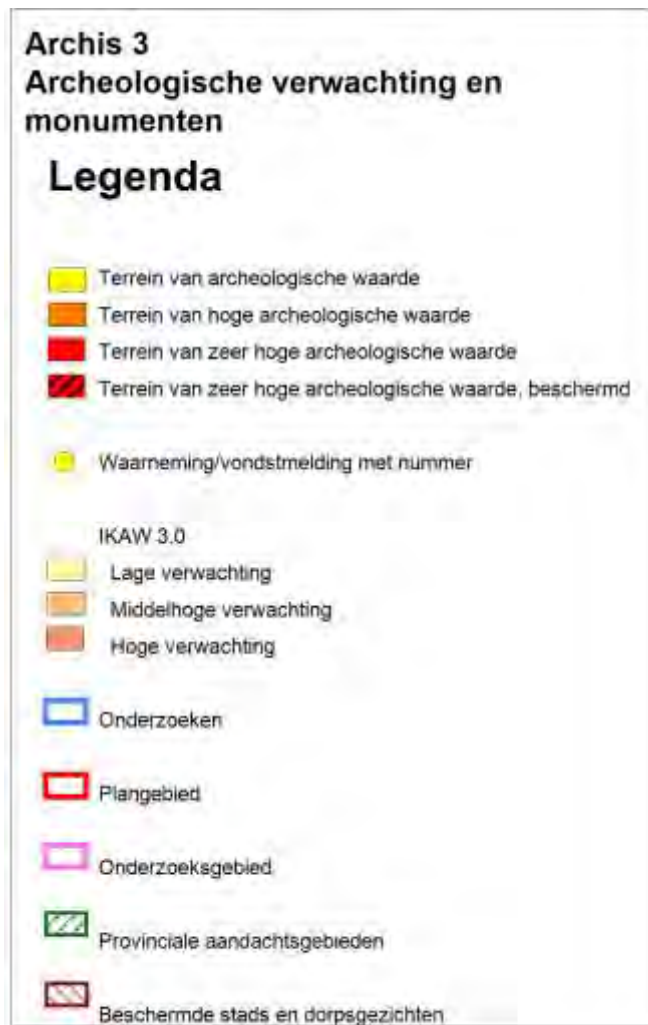 Archis 3
Archeologische verwachting en
monumenten
Legenda
Terrein van archeologische waarde
Terrein van hoge archeologische waarde
Terrein van zeer hoge archeologische waarde
Terrein van zeer hoge archeologische waarde, beschermd
Waarneming/vondstmelding met nummer
IKAW 3.0
Lage verwachting
Middelhoge verwachting
Hoge verwachting
Onderzoeken
Plangebied
Onderzoeksgebied
Provinciale aandachtsgebieden
Beschermde stads en dorpsgezichten